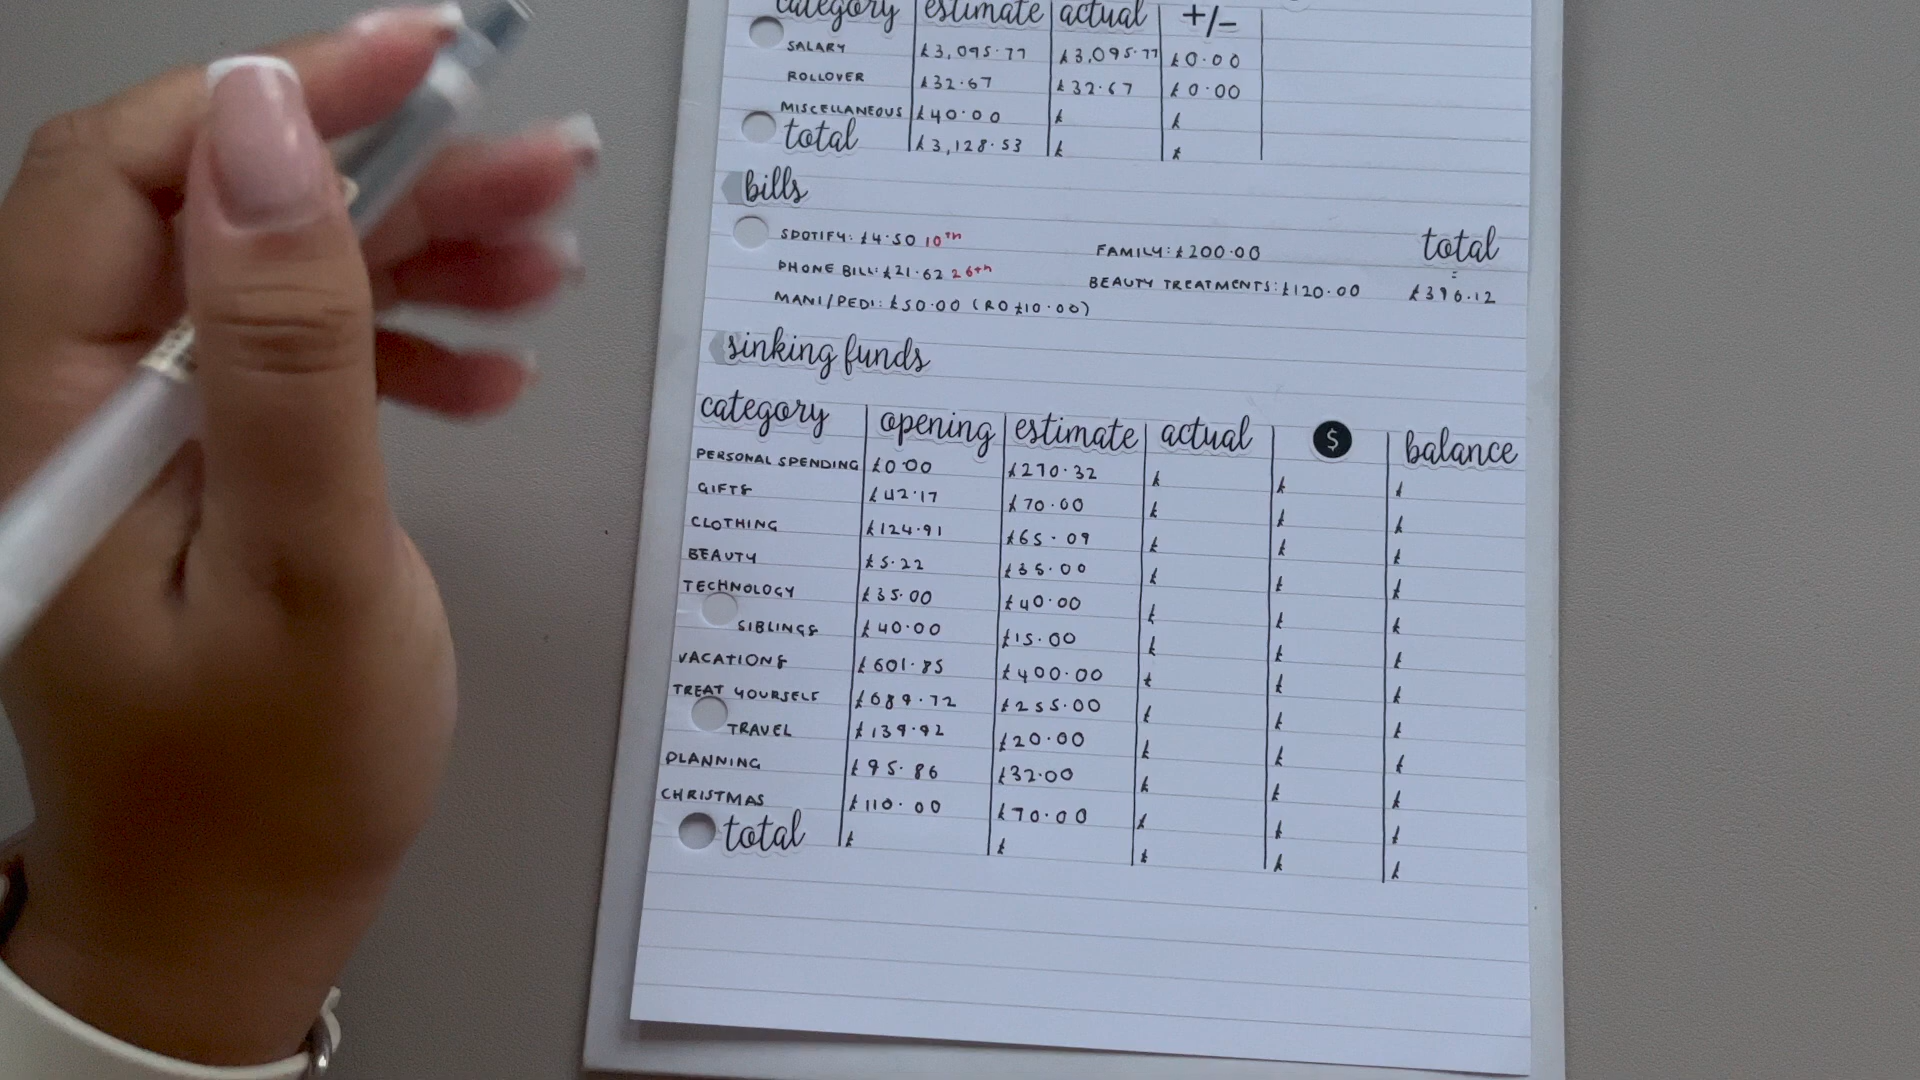 category estimate actual +/-
SALARY £3,095.77 £3,095.77 £0.00
ROLLOVER £32.67 £32.67 £0.00
MISCELLANEOUS £40.00 £ £
total £3,128.53 £ £
bills
SPOTIFY: £4.50 10th FAMILY: £200.00 total
PHONE BILL: £21.62 26th BEAUTY TREATMENTS: £120.00 : £396.12
MANI/PEDI: £50.00 (RO £10.00)
sinking funds
category opening estimate actual $ balance
PERSONAL SPENDING £0.00 £270.32 £ £ £
GIFTS £42.17 £70.00 £ £ £
CLOTHING £124.91 £65.09 £ £ £
BEAUTY £5.22 £35.00 £ £ £
TECHNOLOGY £35.00 £40.00 £ £ £
SIBLINGS £40.00 £15.00 £ £ £
VACATIONS £601.85 £400.00 £ £ £
TREAT YOURSELF £689.72 £255.00 £ £ £
TRAVEL £139.92 £20.00 £ £ £
PLANNING £95.86 £32.00 £ £ £
CHRISTMAS £110.00 £70.00 £ £ £
total £ £ £ £ £